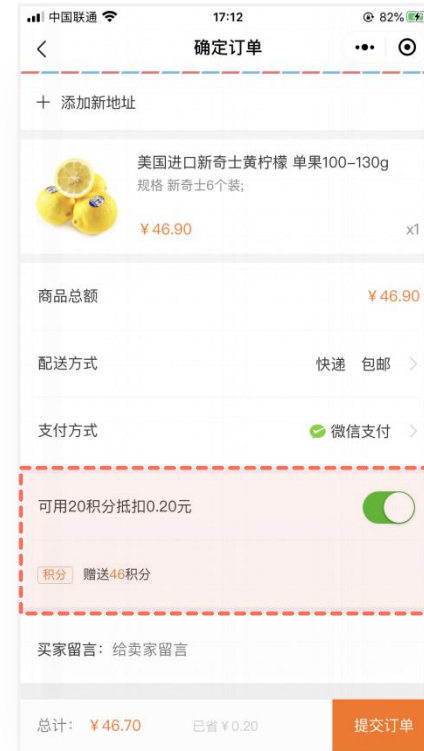 中国联通 17:12 82%
确定订单
添加新地址
美国进口新奇士黄柠檬 单果100-130g
规格 新奇士6个装;
￥46.90 x1
商品总额 ￥46.90
配送方式 快递 包邮
支付方式 微信支付
可用20积分抵扣0.20元
积分 赠送46积分
买家留言：给卖家留言
总计：￥46.70 已省￥0.20 提交订单